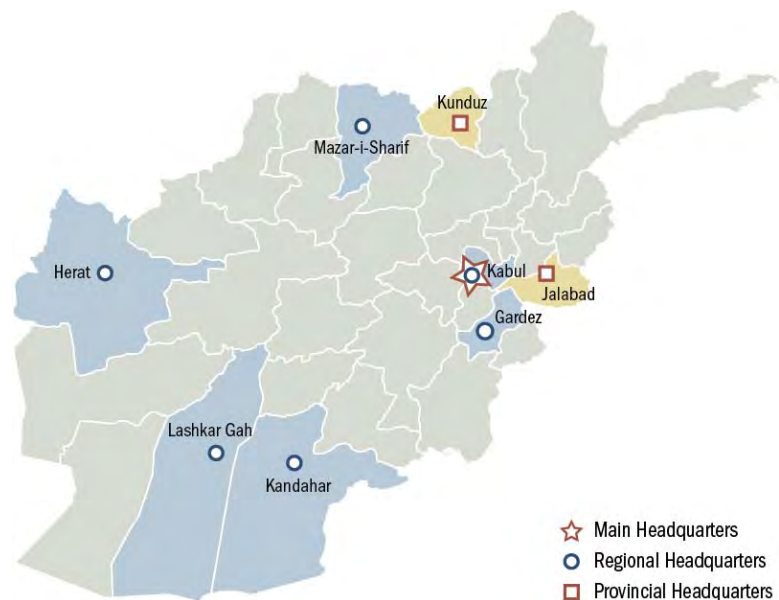 Kunduz
Mazar-i-Sharif
Herat
Kabul
Jalabad
Gardez
Lashkar Gah
Kandahar
Main Headquarters
Regional Headquarters
Provincial Headquarters